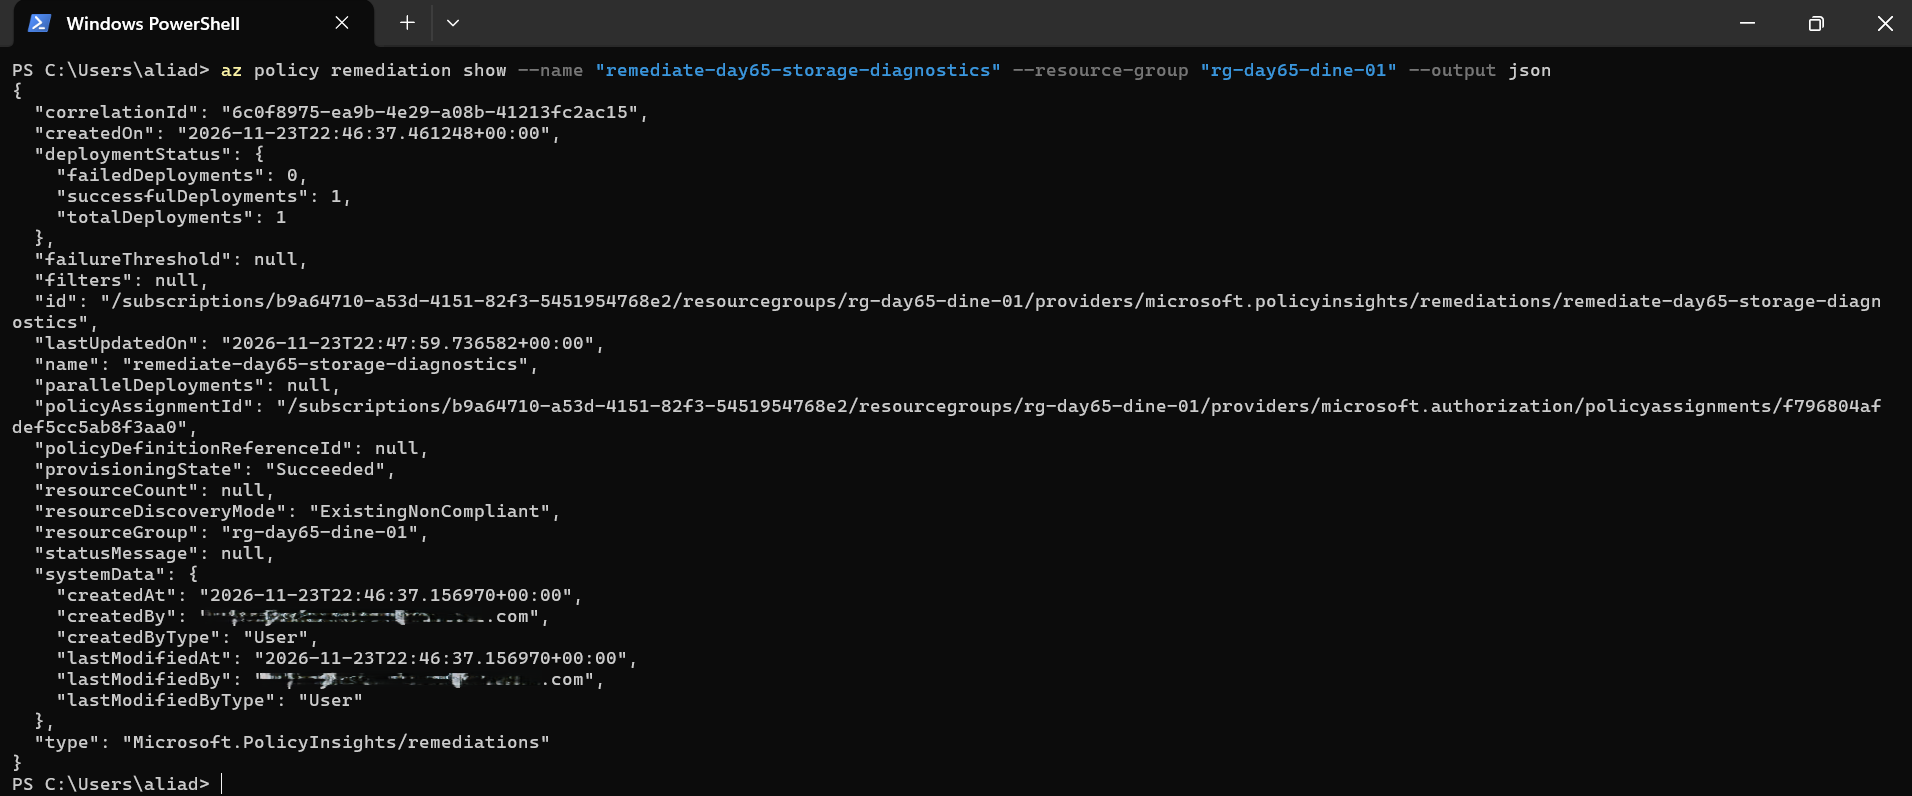 Windows PowerShell
PS C:\Users\aliad> az policy remediation show --name "remediate-day65-storage-diagnostics" --resource-group "rg-day65-dine-01" --output json
{
  "correlationId": "6c0f8975-ea9b-4e29-a08b-41213fc2ac15",
  "createdOn": "2026-11-23T22:46:37.461248+00:00",
  "deploymentStatus": {
    "failedDeployments": 0,
    "successfulDeployments": 1,
    "totalDeployments": 1
  },
  "failureThreshold": null,
  "filters": null,
  "id": "/subscriptions/b9a64710-a53d-4151-82f3-5451954768e2/resourcegroups/rg-day65-dine-01/providers/microsoft.policyinsights/remediations/remediate-day65-storage-diagn
ostics",
  "lastUpdatedOn": "2026-11-23T22:47:59.736582+00:00",
  "name": "remediate-day65-storage-diagnostics",
  "parallelDeployments": null,
  "policyAssignmentId": "/subscriptions/b9a64710-a53d-4151-82f3-5451954768e2/resourcegroups/rg-day65-dine-01/providers/microsoft.authorization/policyassignments/f796804af
def5cc5ab8f3aa0",
  "policyDefinitionReferenceId": null,
  "provisioningState": "Succeeded",
  "resourceCount": null,
  "resourceDiscoveryMode": "ExistingNonCompliant",
  "resourceGroup": "rg-day65-dine-01",
  "statusMessage": null,
  "systemData": {
    "createdAt": "2026-11-23T22:46:37.156970+00:00",
    "createdBy": ".com",
    "createdByType": "User",
    "lastModifiedAt": "2026-11-23T22:46:37.156970+00:00",
    "lastModifiedBy": ".com",
    "lastModifiedByType": "User"
  },
  "type": "Microsoft.PolicyInsights/remediations"
}
PS C:\Users\aliad>